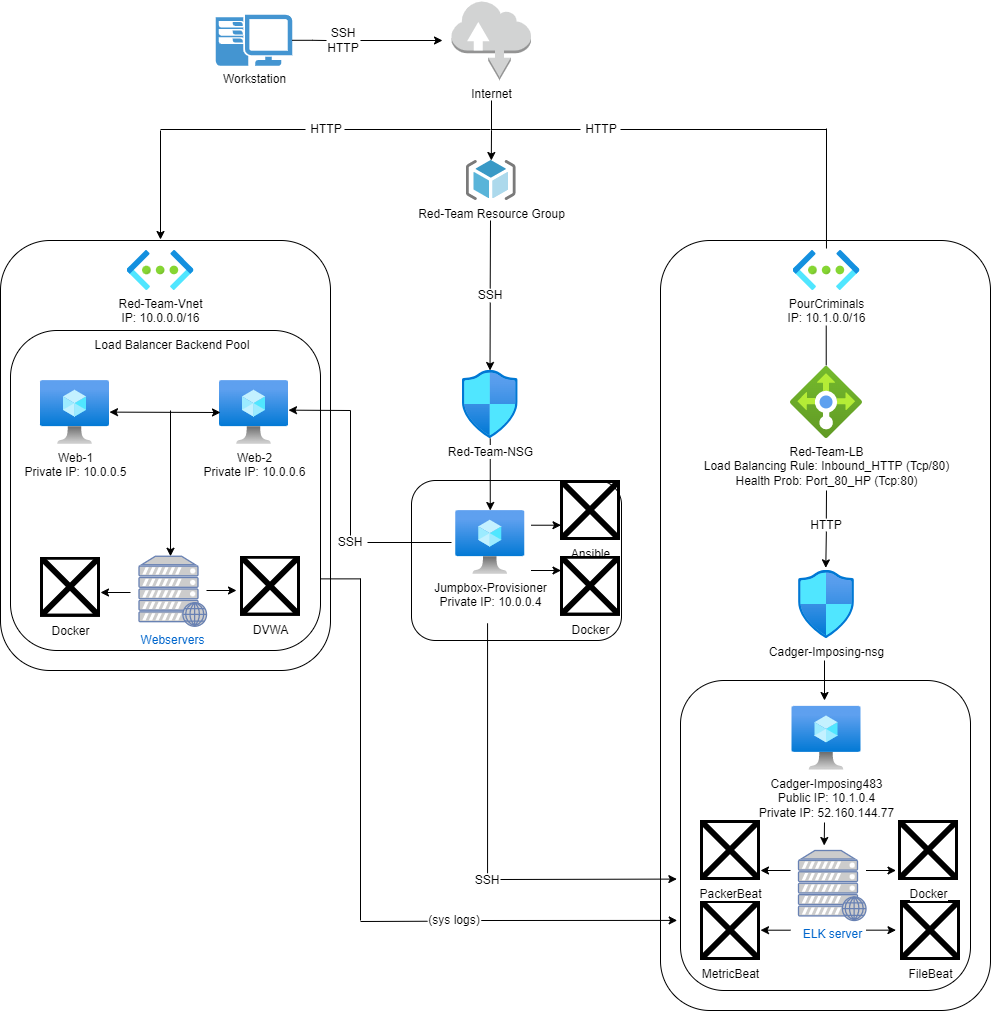 SSH
HTTP
Workstation
Internet
HTTP
HTTP
Red-Team Resource Group
SSH
Red-Team-Vnet
IP: 10.0.0.0/16
Load Balancer Backend Pool
Web-1
Private IP: 10.0.0.5
Web-2
Private IP: 10.0.0.6
Docker
Webservers
DVWA
Red-Team-NSG
SSH
Jumpbox-Provisioner
Private IP: 10.0.0.4
Ansible
Docker
PourCriminals
IP: 10.1.0.0/16
Red-Team-LB
Load Balancing Rule: Inbound_HTTP (Tcp/80)
Health Prob: Port_80_HP (Tcp:80)
HTTP
Cadger-Imposing-nsg
Cadger-Imposing483
Public IP: 10.1.0.4
Private IP: 52.160.144.77
SSH
(sys logs)
PackerBeat
Docker
ELK server
MetricBeat
FileBeat